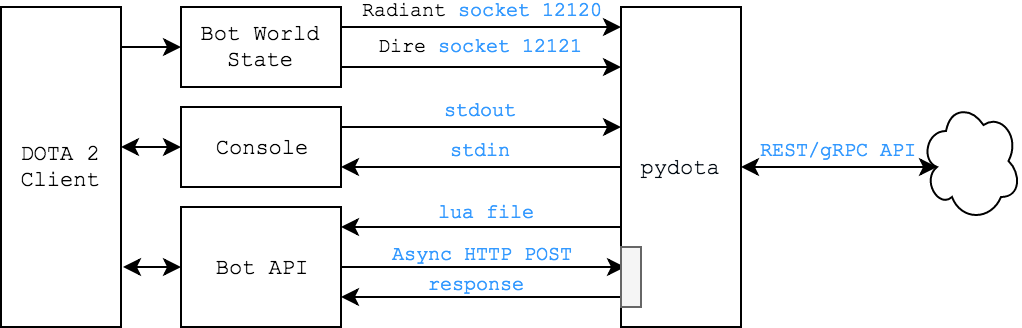 Radiant socket 12120
Bot World
State
Dire socket 12121
stdout
Console
stdin
DOTA 2
Client
pydota
REST/gRPC API
lua file
Async HTTP POST
Bot API
response